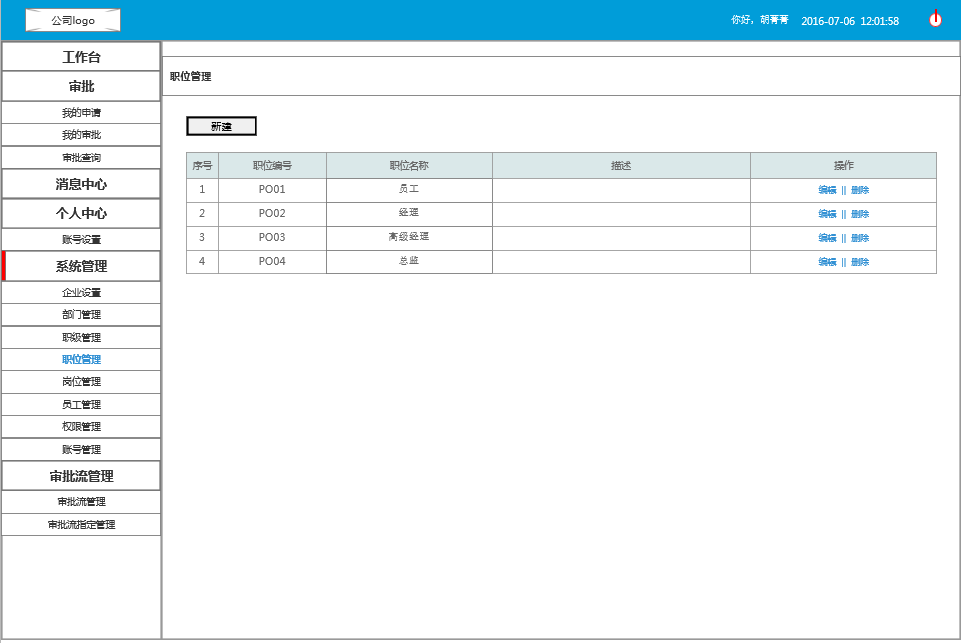 公司logo
你好，胡菁菁 2016-07-06 12:01:58
工作台
审批
我的申请
我的审批
审批查询
消息中心
个人中心
账号设置
系统管理
企业设置
部门管理
职级管理
职位管理
岗位管理
员工管理
权限管理
账号管理
审批流管理
审批流管理
审批流指定管理
职位管理
新建
序号 职位编号 职位名称 描述 操作
1 PO01 员工 编辑 || 删除
2 PO02 经理 编辑 || 删除
3 PO03 高级经理 编辑 || 删除
4 PO04 总监 编辑 || 删除